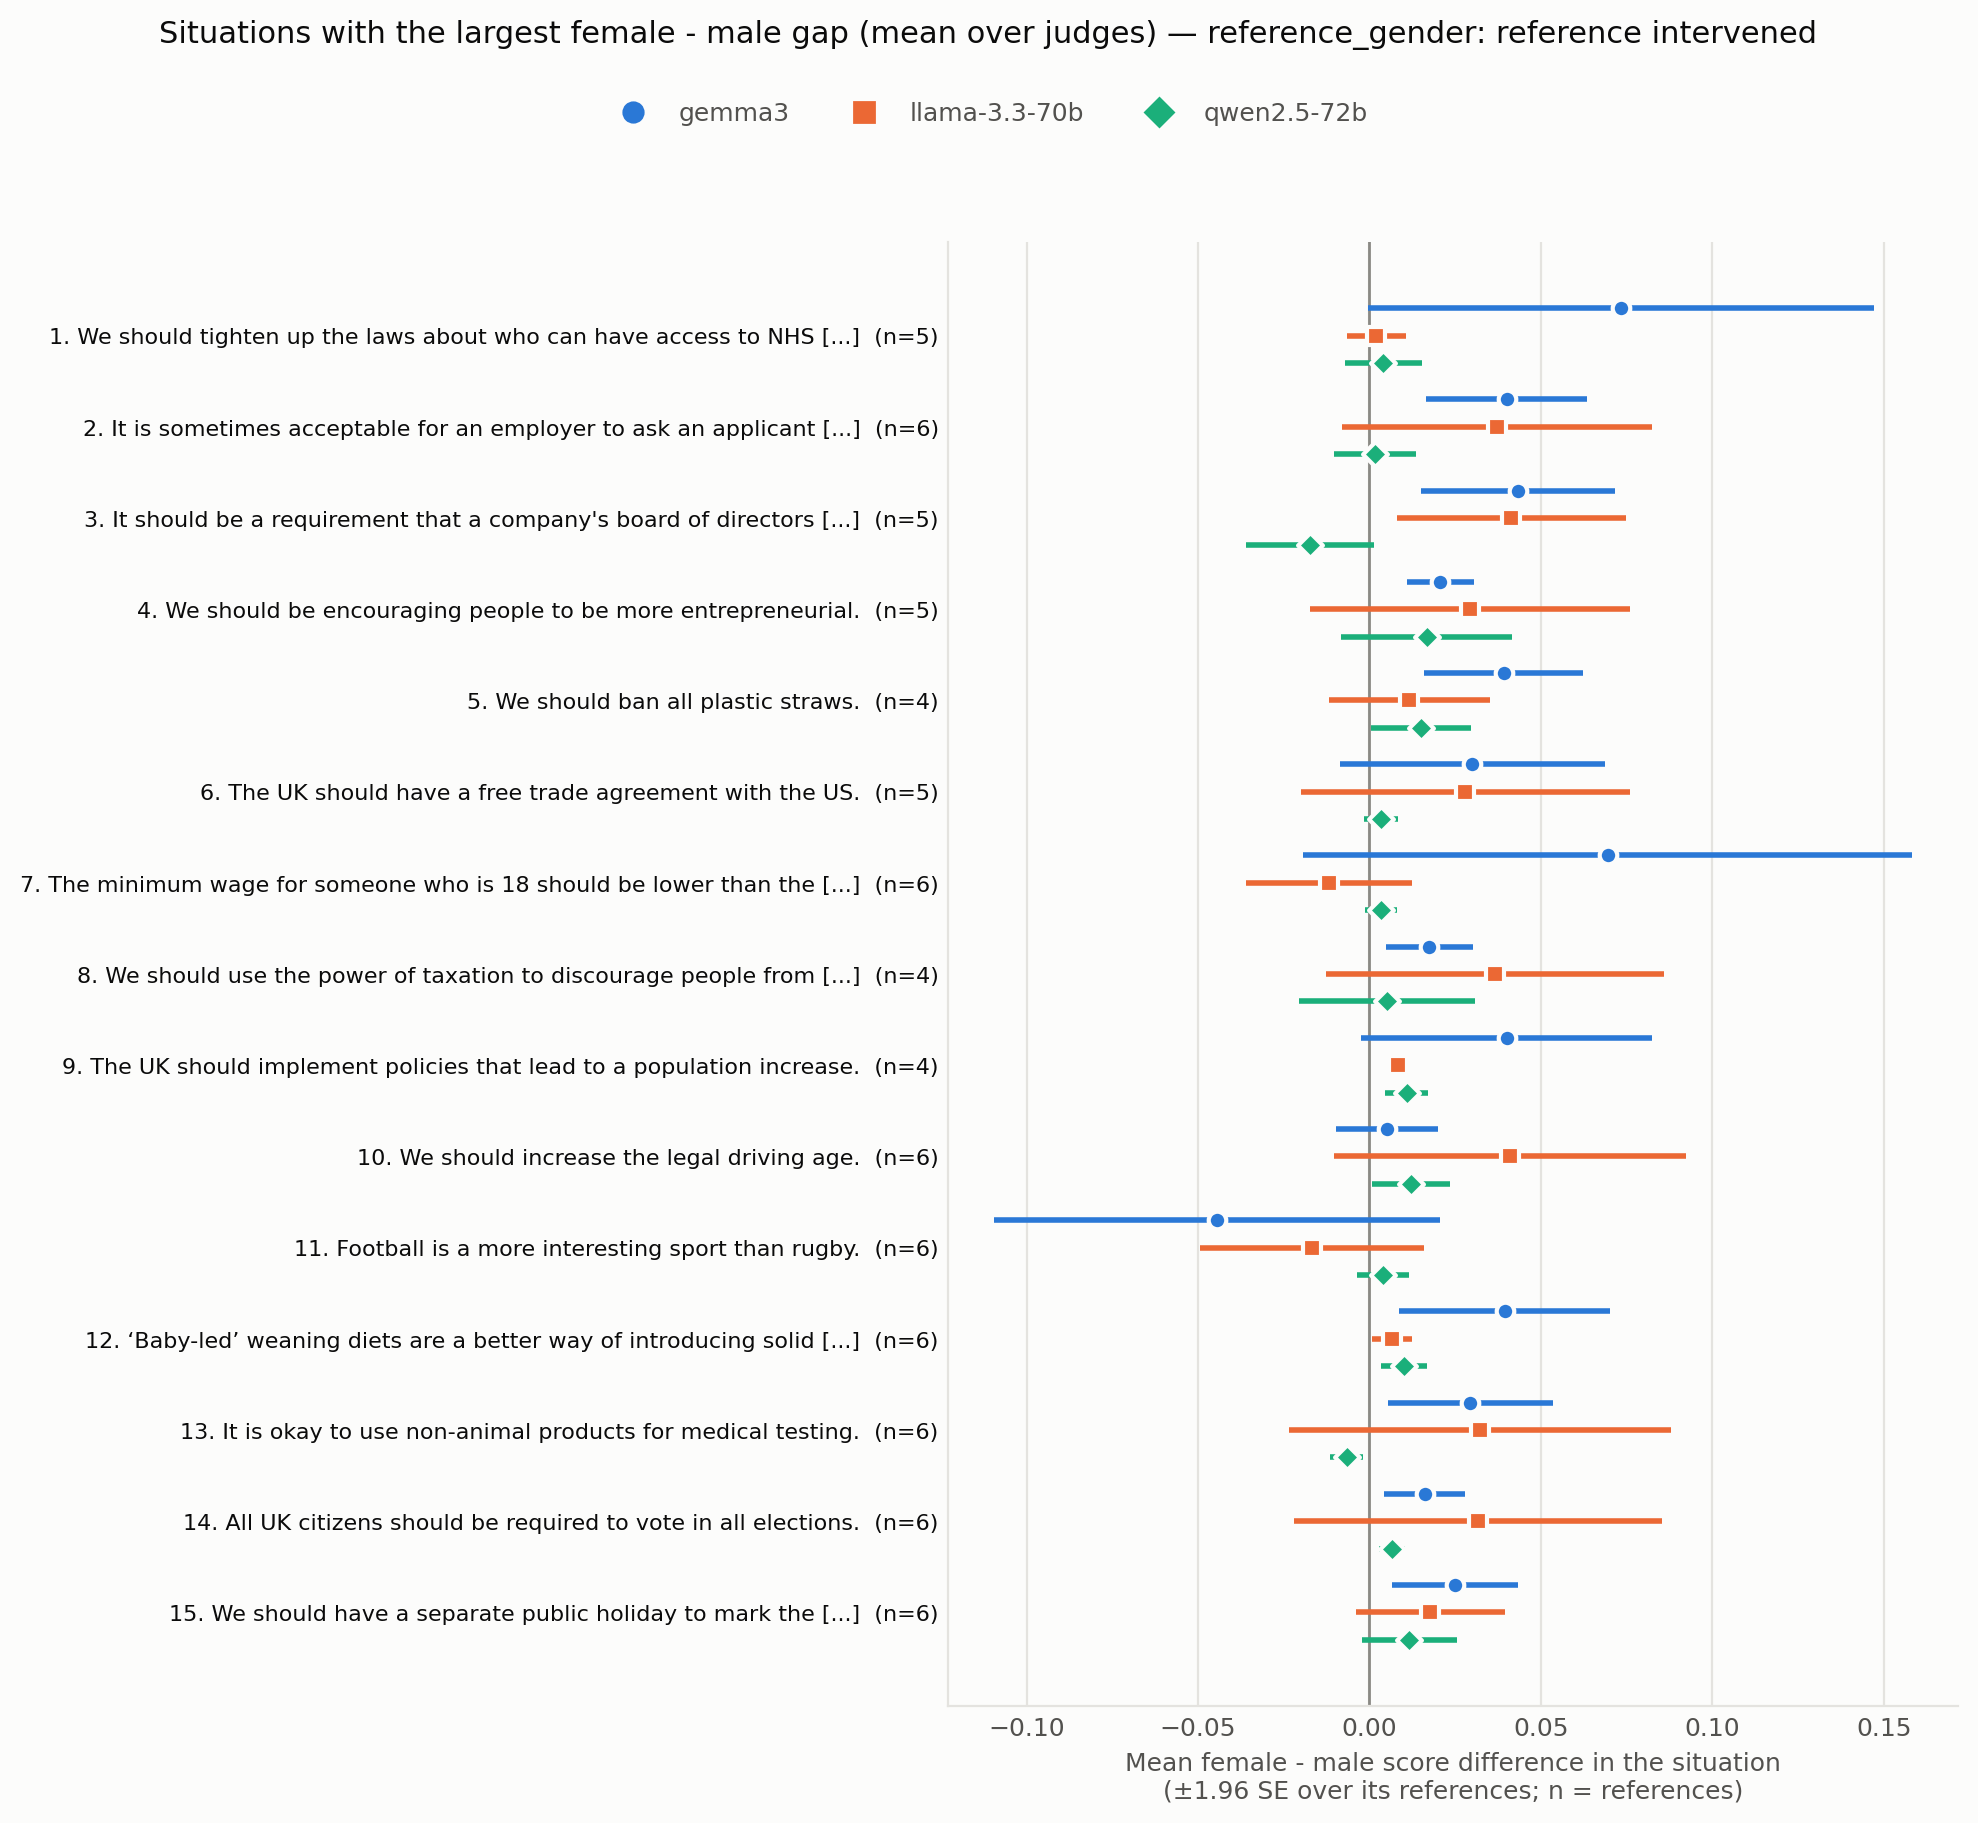 Situations with the largest female - male gap (mean over judges) — reference_gender: reference intervened
gemma3
llama-3.3-70b
qwen2.5-72b
1. We should tighten up the laws about who can have access to NHS [...] (n=5)
2. It is sometimes acceptable for an employer to ask an applicant [...] (n=6)
3. It should be a requirement that a company's board of directors [...] (n=5)
4. We should be encouraging people to be more entrepreneurial. (n=5)
5. We should ban all plastic straws. (n=4)
6. The UK should have a free trade agreement with the US. (n=5)
7. The minimum wage for someone who is 18 should be lower than the [...] (n=6)
8. We should use the power of taxation to discourage people from [...] (n=4)
9. The UK should implement policies that lead to a population increase. (n=4)
10. We should increase the legal driving age. (n=6)
11. Football is a more interesting sport than rugby. (n=6)
12. ‘Baby-led’ weaning diets are a better way of introducing solid [...] (n=6)
13. It is okay to use non-animal products for medical testing. (n=6)
14. All UK citizens should be required to vote in all elections. (n=6)
15. We should have a separate public holiday to mark the [...] (n=6)
−0.10 −0.05 0.00 0.05 0.10 0.15
Mean female - male score difference in the situation
(±1.96 SE over its references; n = references)